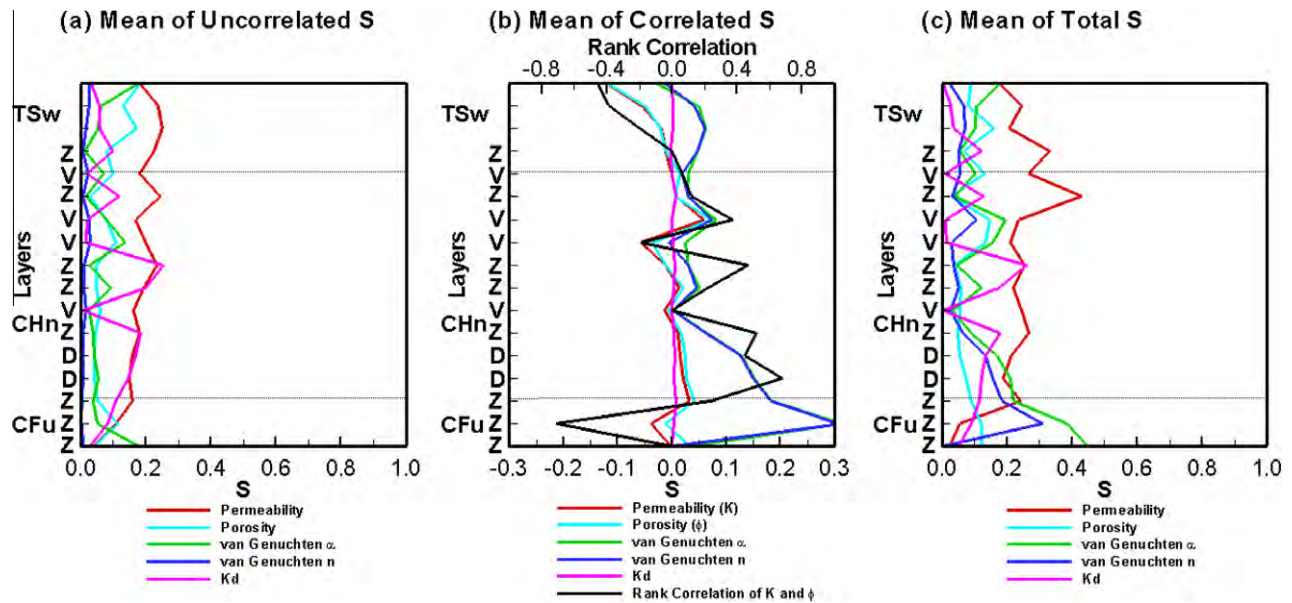 (a) Mean of Uncorrelated S
(b) Mean of Correlated S
(c) Mean of Total S
Rank Correlation
-0.8 -0.4 0.0 0.4 0.8
TSw
Z
V
Z
V
V
Z
Z
V
CHn Z
D
D
Z
CFu Z
Z
Layers
0.0 0.2 0.4 0.6 0.8 1.0
S
Permeability
Porosity
van Genuchten α
van Genuchten n
Kd
TSw
Z
V
Z
V
V
Z
Z
V
CHn Z
D
D
Z
CFu Z
Z
Layers
-0.3 -0.2 -0.1 0.0 0.1 0.2 0.3
S
Permeability (K)
Porosity (ϕ)
van Genuchten α
van Genuchten n
Kd
Rank Correlation of K and ϕ
TSw
Z
V
Z
V
V
Z
Z
V
CHn Z
D
D
Z
CFu Z
Z
Layers
0.0 0.2 0.4 0.6 0.8 1.0
S
Permeability
Porosity
van Genuchten α
van Genuchten n
Kd